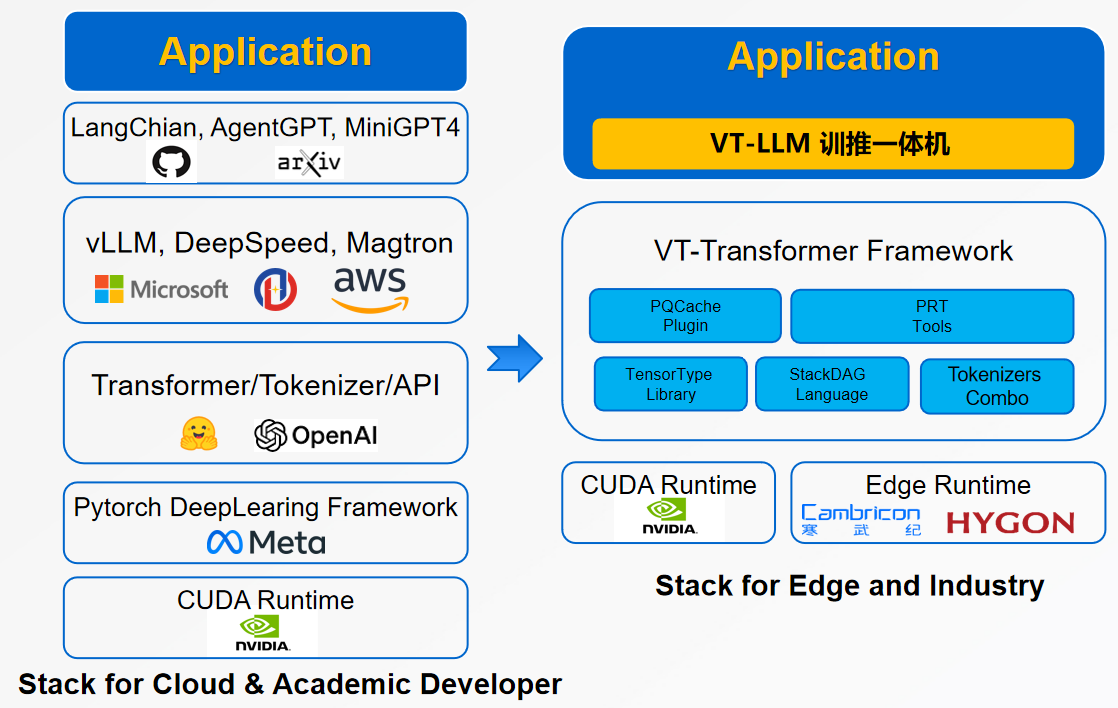 Application
LangChian, AgentGPT, MiniGPT4
arXiv
vLLM, DeepSpeed, Magtron
Microsoft
aws
Transformer/Tokenizer/API
OpenAI
Pytorch DeepLearing Framework
Meta
CUDA Runtime
NVIDIA.
Stack for Cloud & Academic Developer
Application
VT-LLM 训推一体机
VT-Transformer Framework
PQCache
Plugin
PRT
Tools
TensorType
Library
StackDAG
Language
Tokenizers
Combo
CUDA Runtime
NVIDIA.
Edge Runtime
Cambricon
寒武纪
HYGON
Stack for Edge and Industry